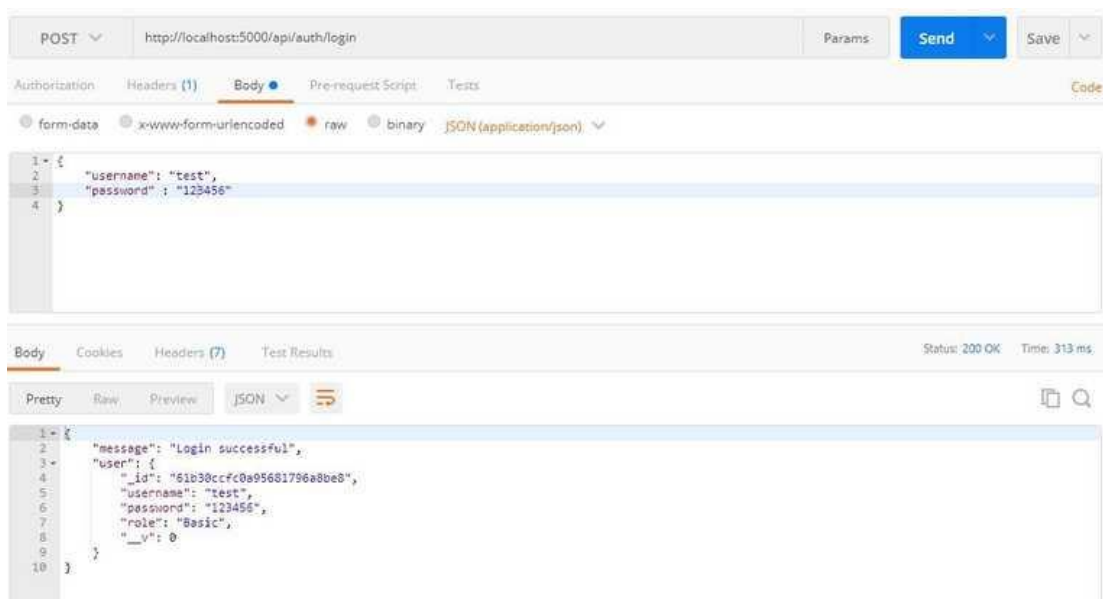 POST http://localhost:5000/api/auth/login Params Send Save
Authorization Headers (1) Body Pre-request Script Tests Code
form-data x-www-form-urlencoded raw binary JSON (application/json)
1 {
2 "username": "test",
3 "password" : "123456"
4 }
Body Cookies Headers (7) Test Results Status: 200 OK Time: 313 ms
Pretty Raw Preview JSON
1 {
2 "message": "Login successful",
3 "user": {
4 "_id": "61b30ccfc0a95681796a8be8",
5 "username": "test",
6 "password": "123456",
7 "role": "Basic",
8 "__v": 0
9 }
10 }